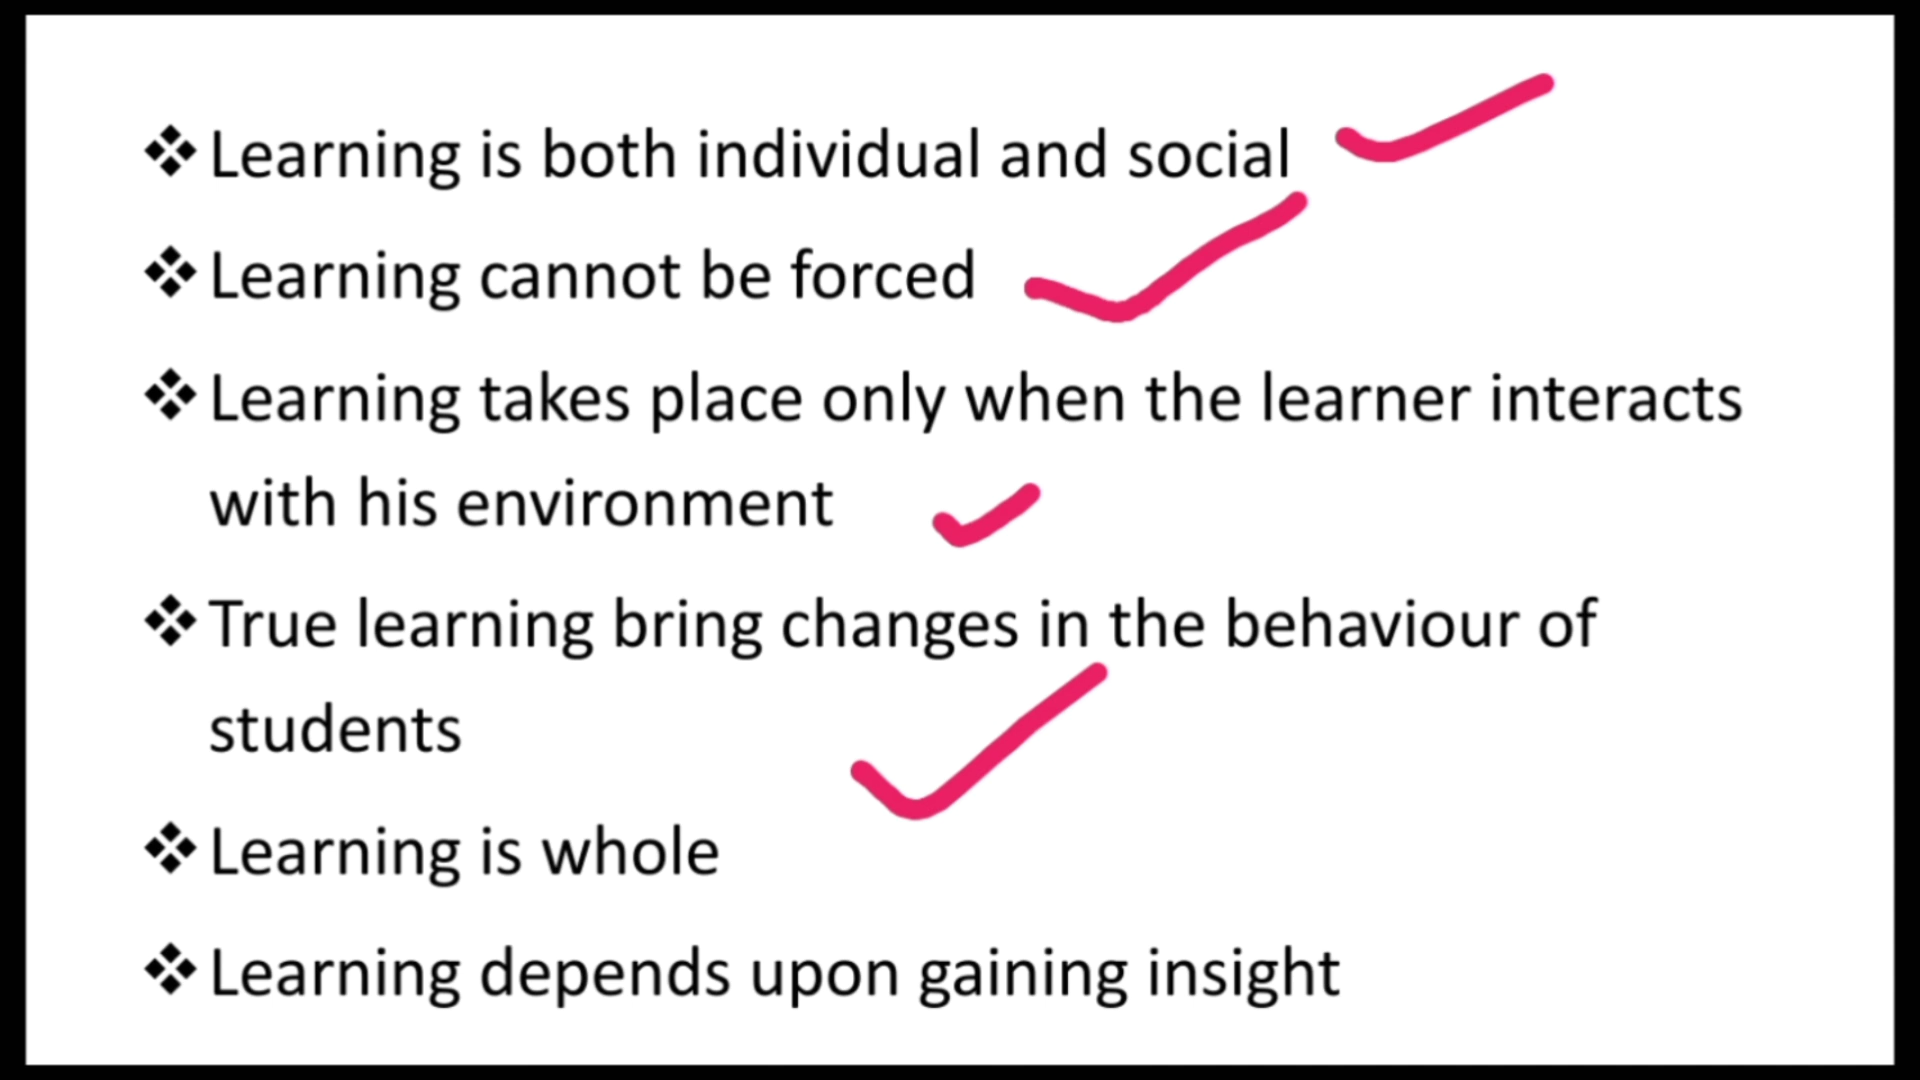 ❖ Learning is both individual and social
❖ Learning cannot be forced
❖ Learning takes place only when the learner interacts
with his environment
❖ True learning bring changes in the behaviour of
students
❖ Learning is whole
❖ Learning depends upon gaining insight